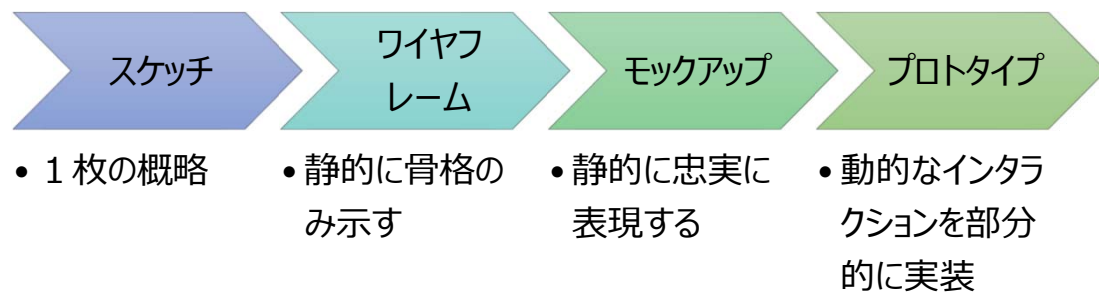 スケッチ
ワイヤフ
レーム
モックアップ
プロトタイプ
• １枚の概略
• 静的に骨格の
み示す
• 静的に忠実に
表現する
• 動的なインタラ
クションを部分
的に実装